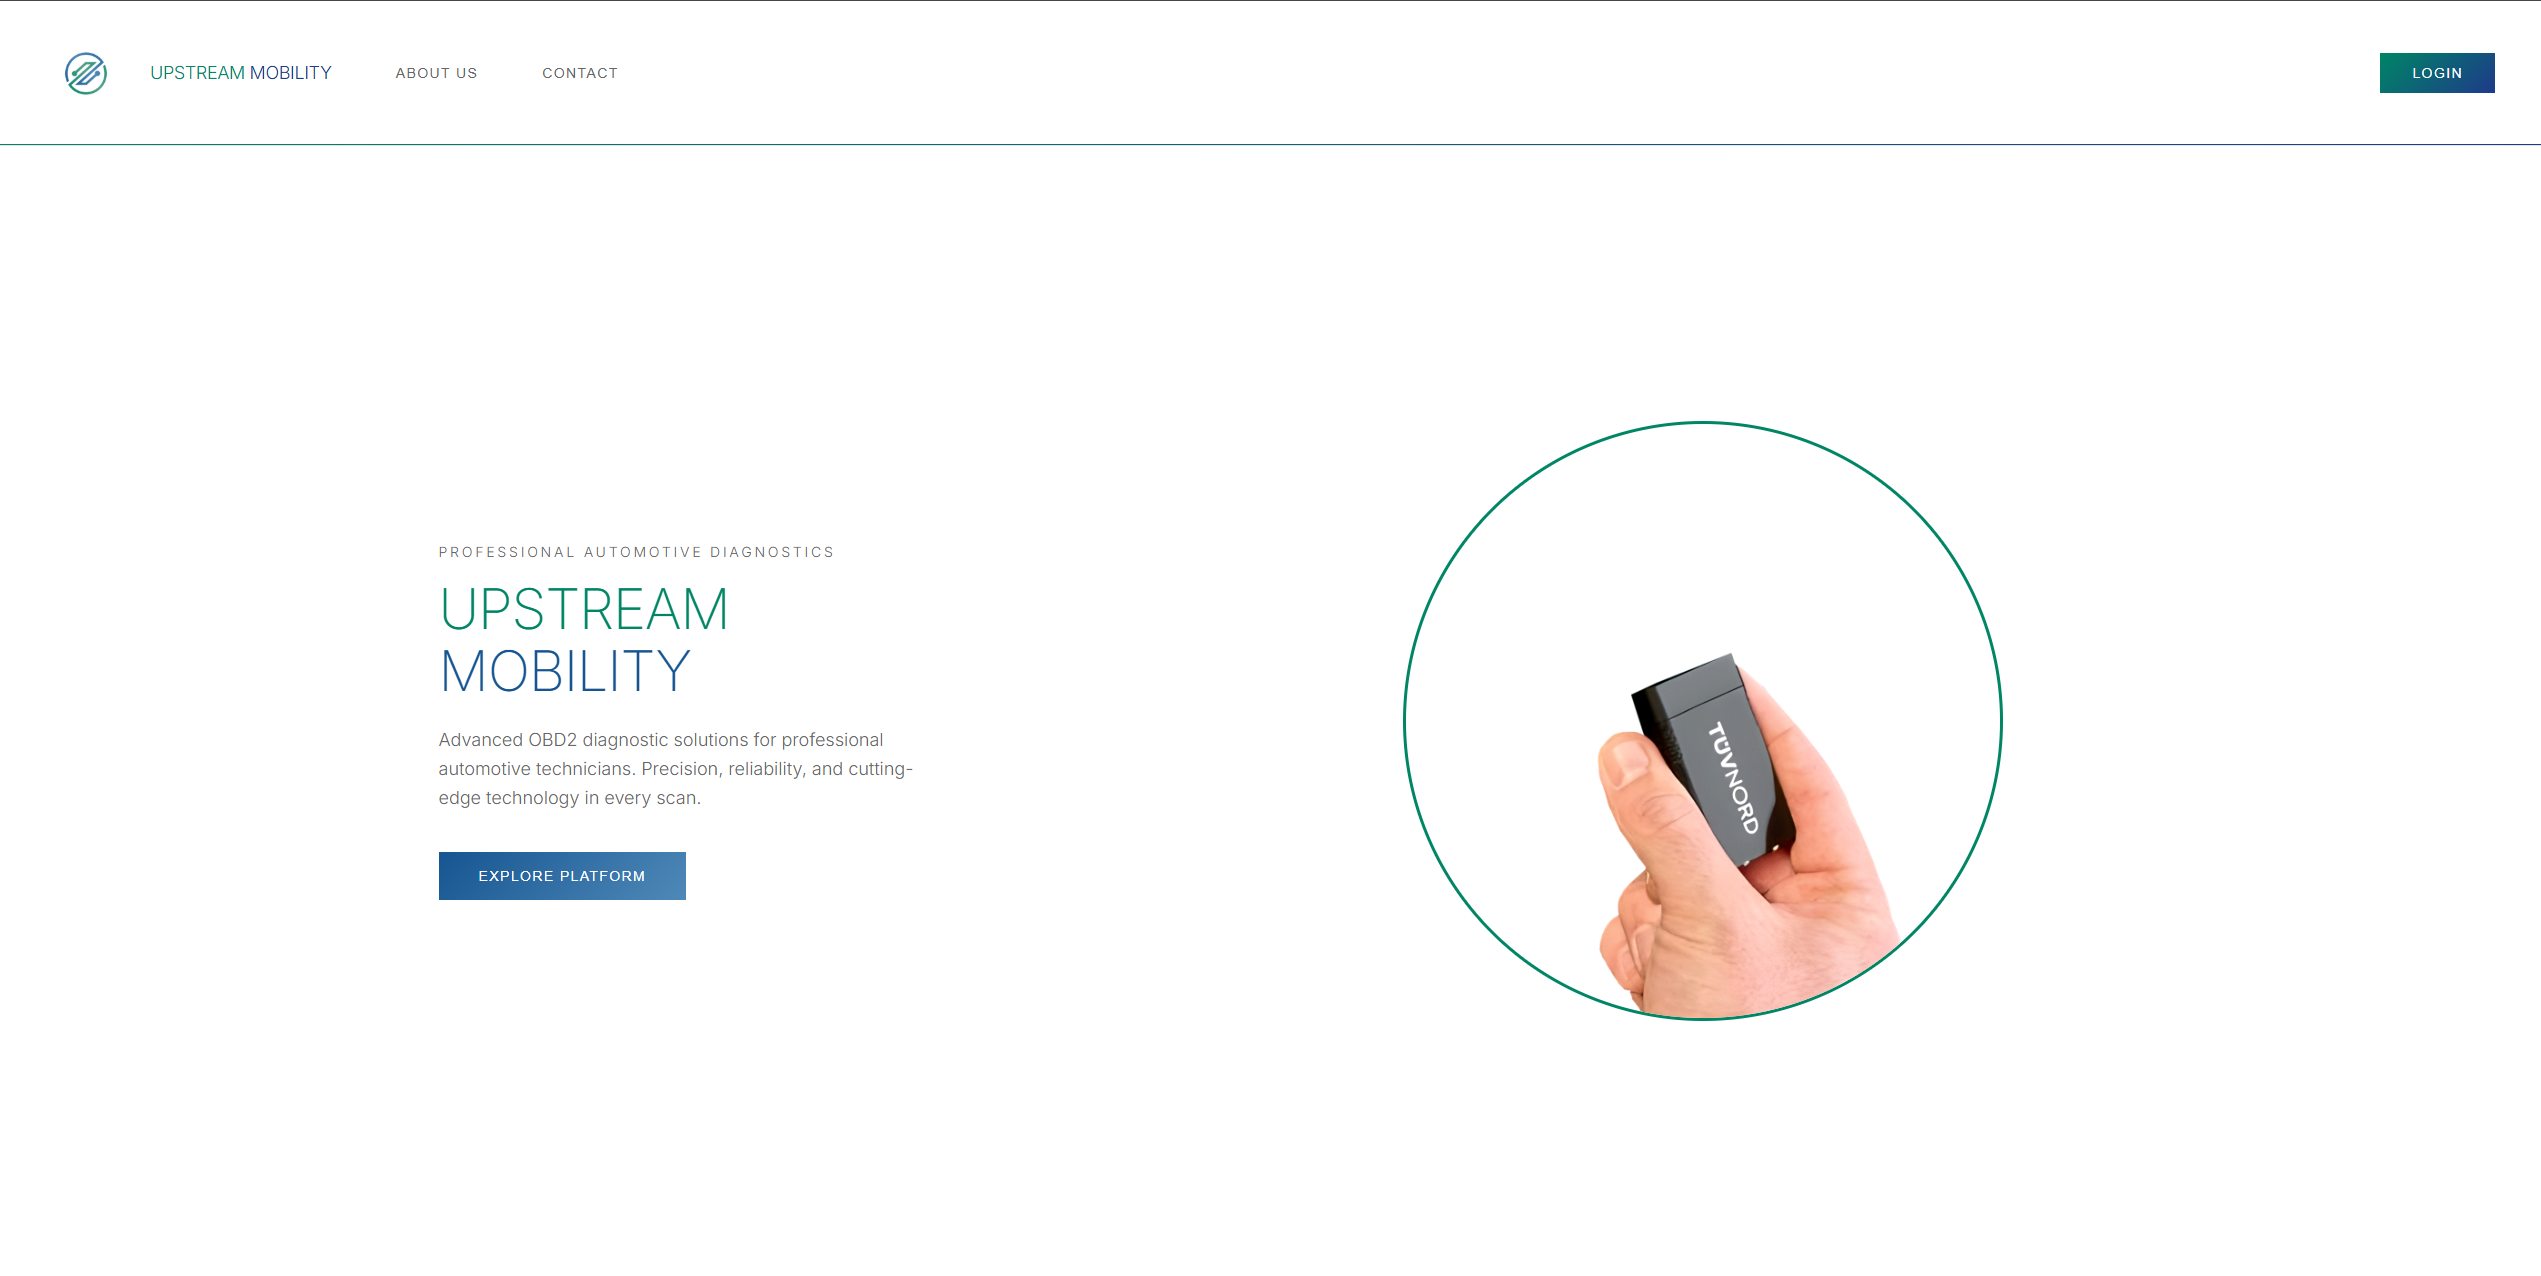 UPSTREAM MOBILITY
ABOUT US
CONTACT
LOGIN
PROFESSIONAL AUTOMOTIVE DIAGNOSTICS
UPSTREAM
MOBILITY
Advanced OBD2 diagnostic solutions for professional
automotive technicians. Precision, reliability, and cutting-
edge technology in every scan.
EXPLORE PLATFORM
TÜVNORD